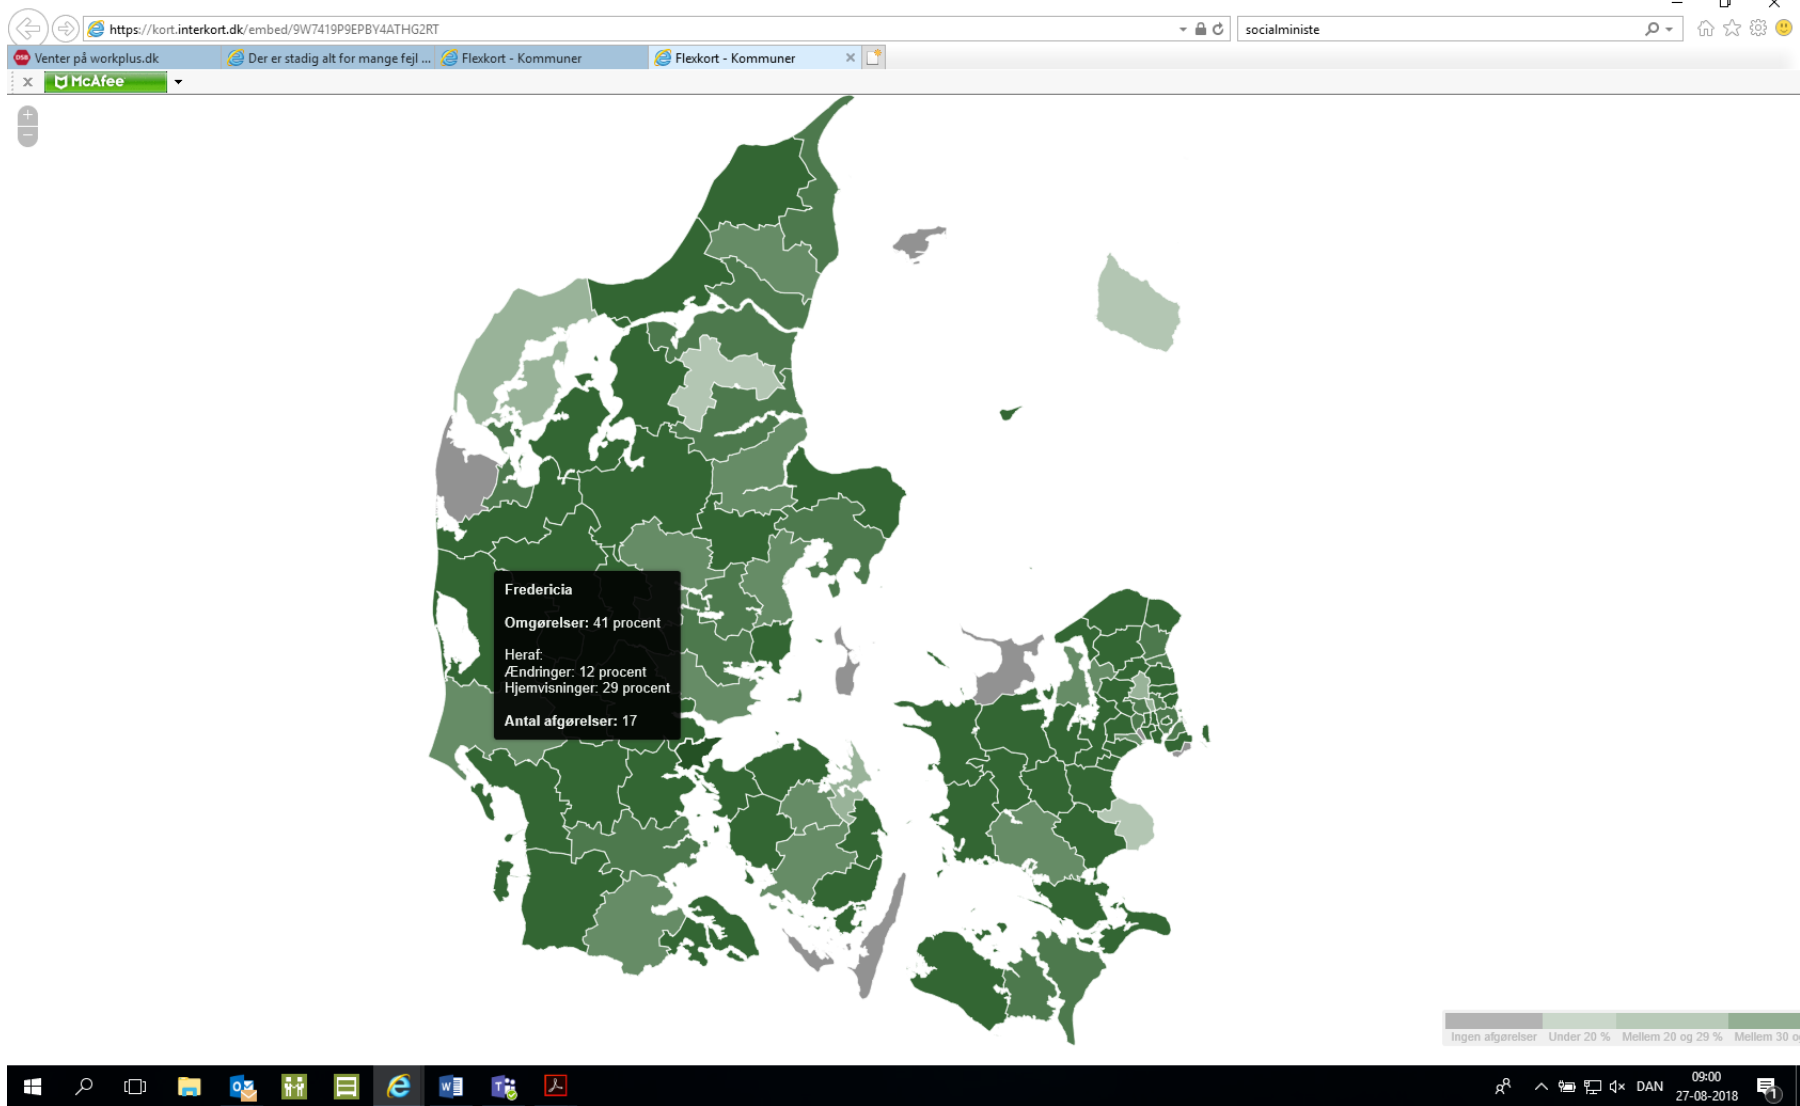 https://kort.interkort.dk/embed/9W7419P9EPBY4ATHG2RT
socialministe
Venter på workplus.dk
Der er stadig alt for mange fejl ...
Flexkort - Kommuner
Flexkort - Kommuner
McAfee
Fredericia
Omgørelser: 41 procent
Heraf:
Ændringer: 12 procent
Hjemvisninger: 29 procent
Antal afgørelser: 17
Ingen afgørelser
Under 20 %
Mellem 20 og 29 %
Mellem 30 o
DAN
09:00
27-08-2018
1